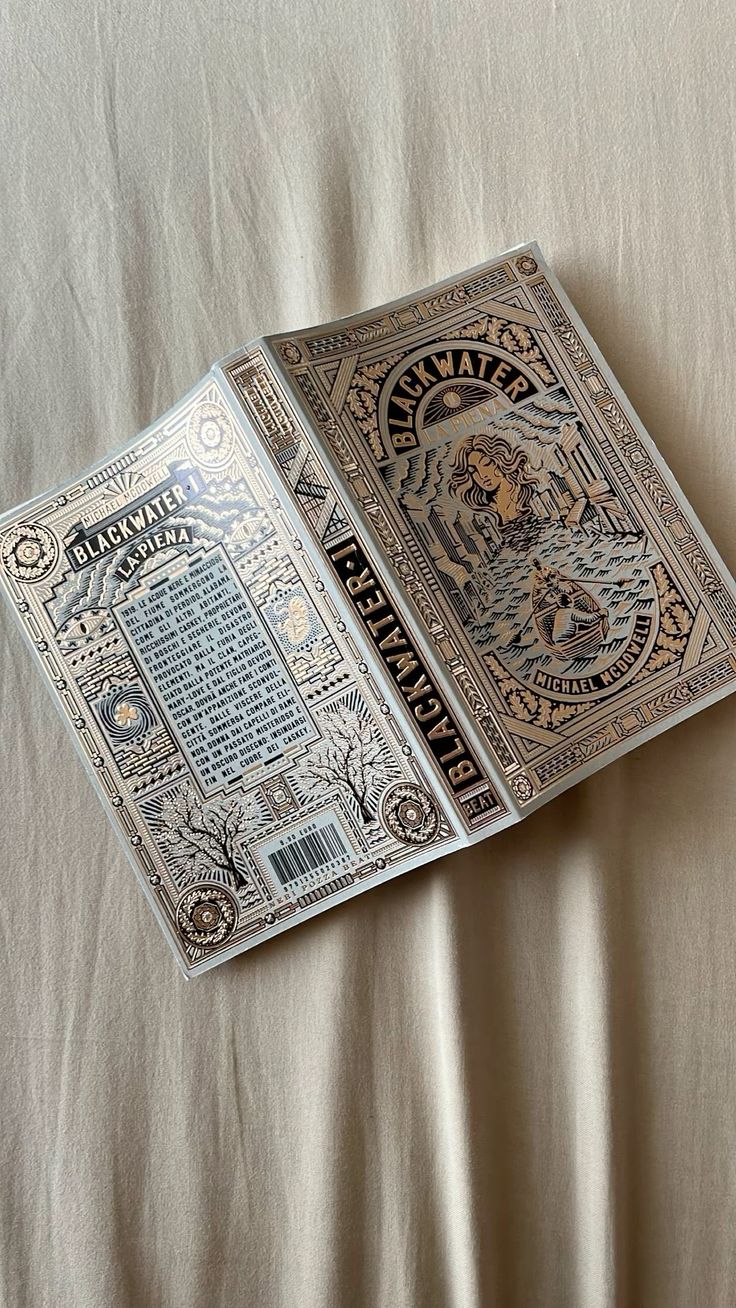 BLACKWATER
LA PIENA
MICHAEL MCDOWELL
BLACKWATER·I
BEAT
MICHAEL MCDOWELL
BLACKWATER·I
LA·PIENA
1919. LE ACQUE NERE E MINACCIOSE
DEL FIUME SOMMERGONO LA
CITTADINA DI PERDIDO, ALABAMA.
COME GLI ALTRI ABITANTI, I
RICCHISSIMI CASKEY, PROPRIETARI
DI BOSCHI E SEGHERIE, DEVONO
FRONTEGGIARE IL DISASTRO
PROVOCATO DALLA FURIA DEGLI
ELEMENTI. MA IL CLAN, CAPEG-
GIATO DALLA POTENTE MATRIARCA
MARY-LOVE E DAL FIGLIO DEVOTO
OSCAR, DOVRÀ ANCHE FARE I CONTI
CON UN'APPARIZIONE SCONVOL-
GENTE. DALLE VISCERE DELLA
CITTÀ SOMMERSA COMPARE ELI-
NOR, DONNA DAI CAPELLI DI RAME
CON UN PASSATO MISTERIOSO E
UN OSCURO DISEGNO: INSINUARSI
FIN NEL CUORE DEI CASKEY.
EURO
NERI POZZA BEAT